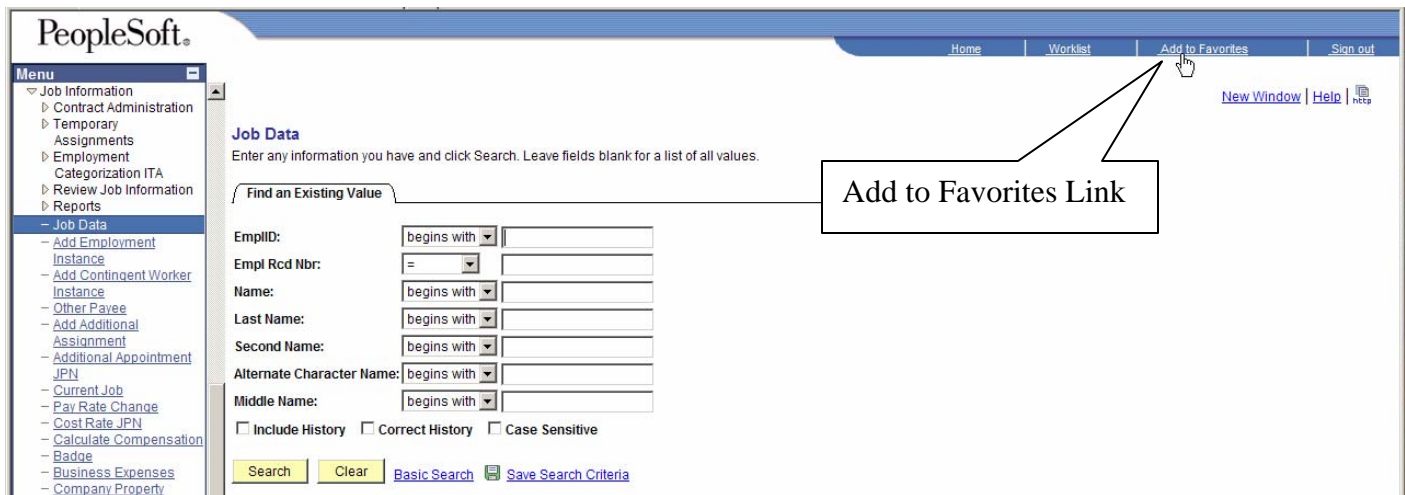 PeopleSoft®
Home Worklist Add to Favorites Sign out
Menu
Job Information
Contract Administration
Temporary
Assignments
Employment
Categorization ITA
Review Job Information
Reports
– Job Data
– Add Employment
Instance
– Add Contingent Worker
Instance
– Other Payee
– Add Additional
Assignment
– Additional Appointment
JPN
– Current Job
– Pay Rate Change
– Cost Rate JPN
– Calculate Compensation
– Badge
– Business Expenses
– Company Property
New Window | Help | http
Job Data
Enter any information you have and click Search. Leave fields blank for a list of all values.
Find an Existing Value
EmplID: begins with
Empl Rcd Nbr: =
Name: begins with
Last Name: begins with
Second Name: begins with
Alternate Character Name: begins with
Middle Name: begins with
Include History Correct History Case Sensitive
Search Clear Basic Search Save Search Criteria
Add to Favorites Link